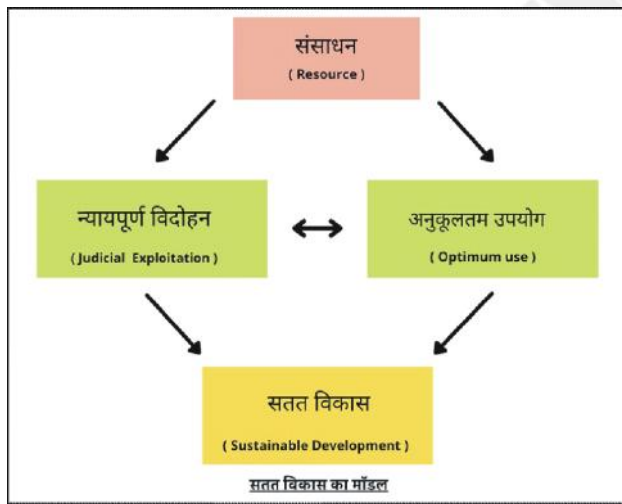 संसाधन
( Resource )
न्यायपूर्ण विदोहन
( Judicial Exploitation )
अनुकूलतम उपयोग
( Optimum use )
सतत विकास
( Sustainable Development )
सतत विकास का मॉडल